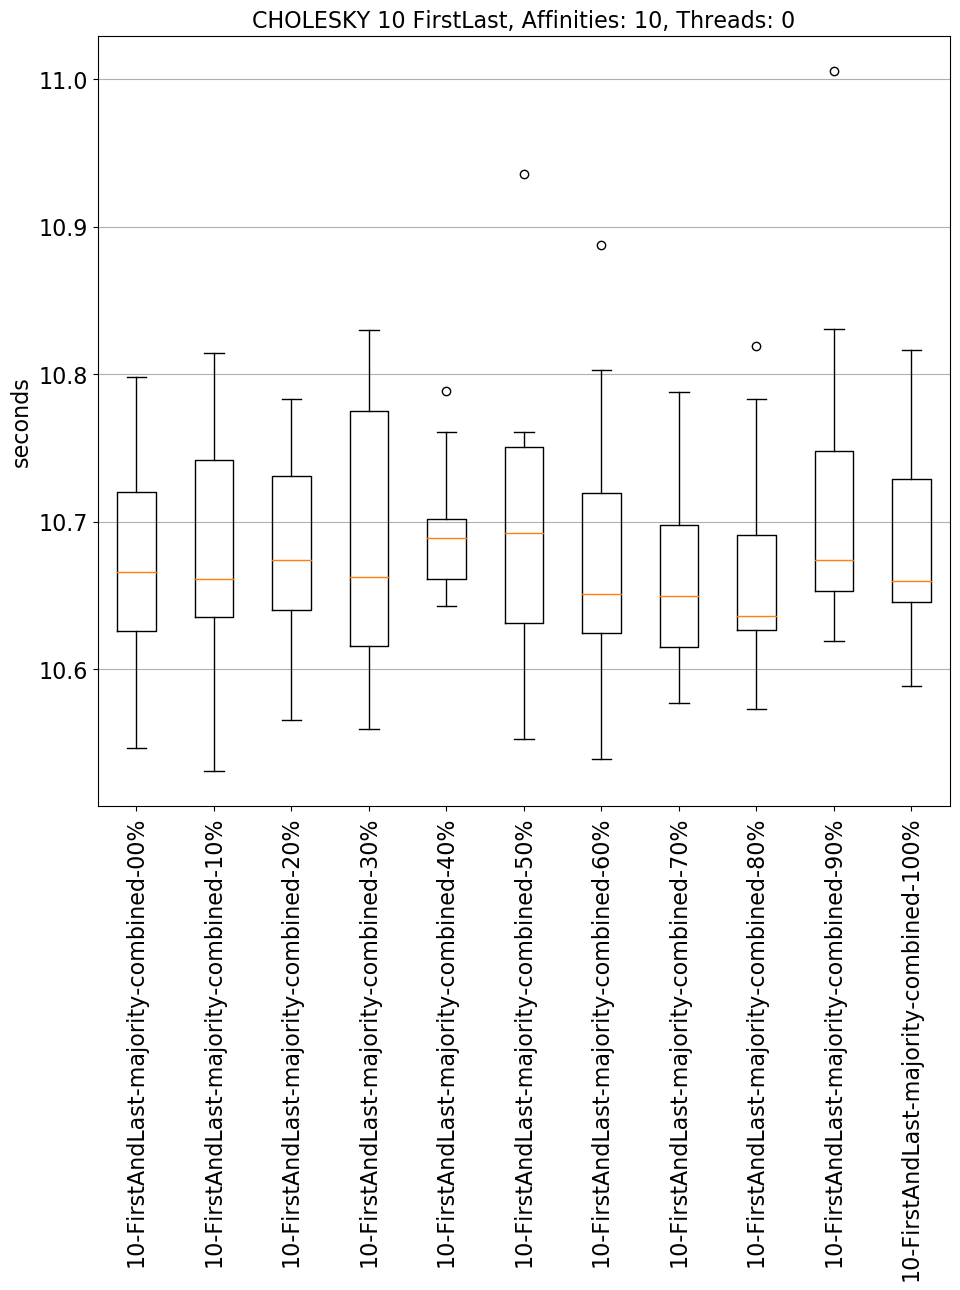 CHOLESKY 10 FirstLast, Affinities: 10, Threads: 0
11.0
10.9
10.8
10.7
10.6
seconds
10-FirstAndLast-majority-combined-00%
10-FirstAndLast-majority-combined-10%
10-FirstAndLast-majority-combined-20%
10-FirstAndLast-majority-combined-30%
10-FirstAndLast-majority-combined-40%
10-FirstAndLast-majority-combined-50%
10-FirstAndLast-majority-combined-60%
10-FirstAndLast-majority-combined-70%
10-FirstAndLast-majority-combined-80%
10-FirstAndLast-majority-combined-90%
10-FirstAndLast-majority-combined-100%